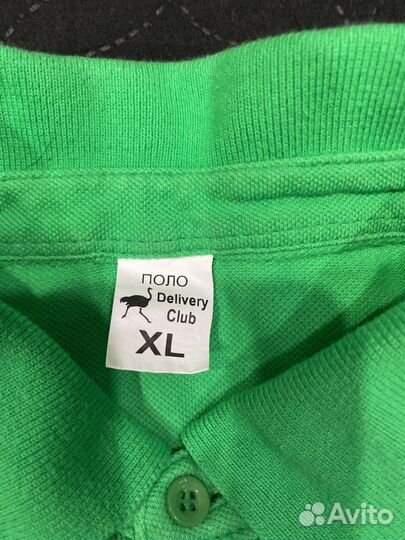 ПОЛО
Delivery
Club
XL
Avito